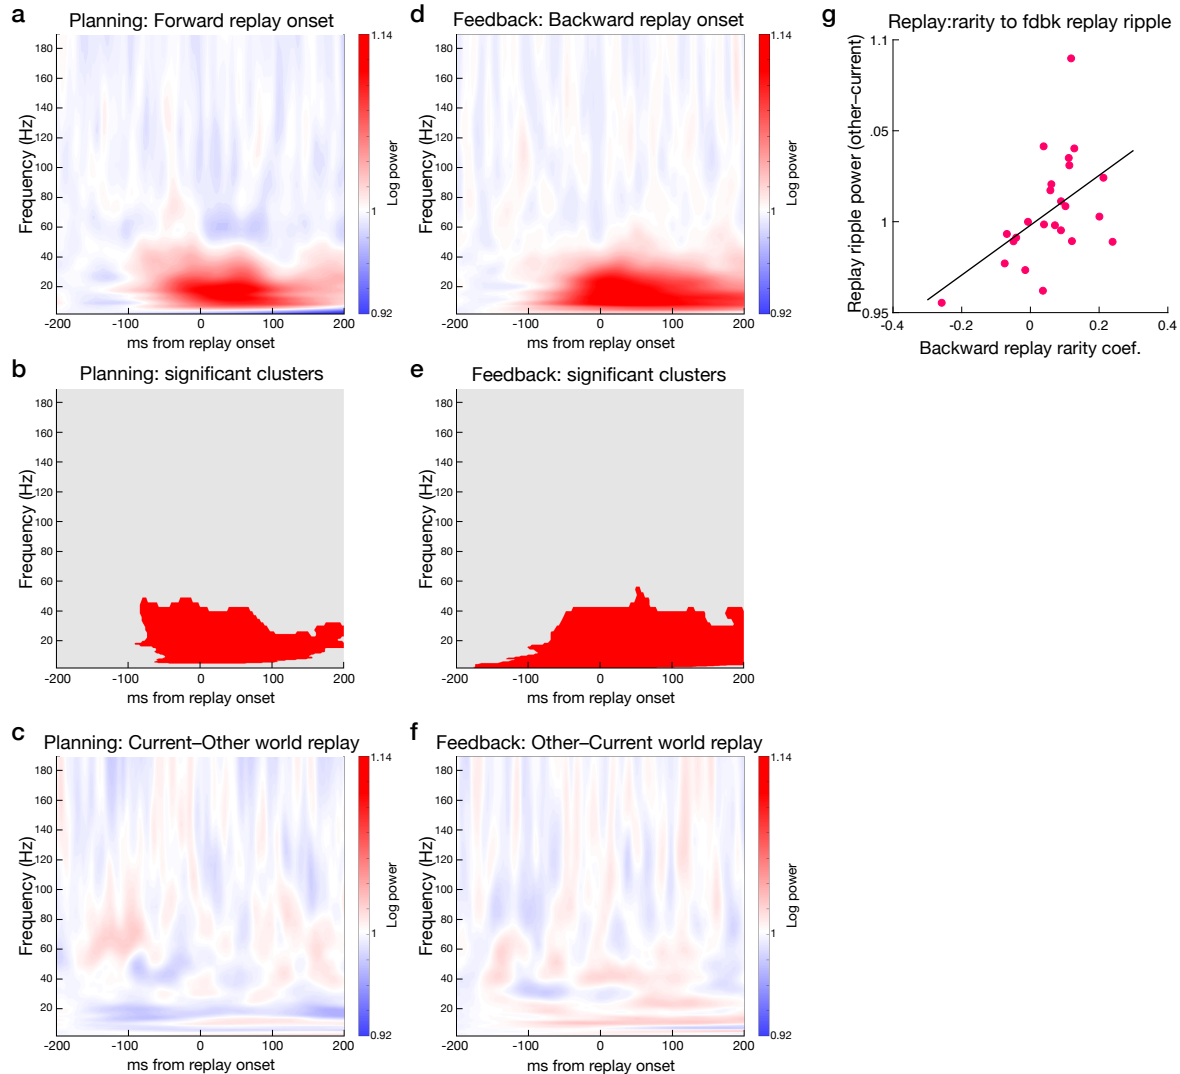 a Planning: Forward replay onset
180
160
140
120
100
80
60
40
20
Frequency (Hz)
-200 -100 0 100 200
ms from replay onset
1.14
1
0.92
Log power
d Feedback: Backward replay onset
180
160
140
120
100
80
60
40
20
Frequency (Hz)
-200 -100 0 100 200
ms from replay onset
1.14
1
0.92
Log power
g Replay:rarity to fdbk replay ripple
1.1
.05
1
0.95
Replay ripple power (other–current)
-0.4 -0.2 0 0.2 0.4
Backward replay rarity coef.
b Planning: significant clusters
180
160
140
120
100
80
60
40
20
Frequency (Hz)
-200 -100 0 100 200
ms from replay onset
e Feedback: significant clusters
180
160
140
120
100
80
60
40
20
Frequency (Hz)
-200 -100 0 100 200
ms from replay onset
c Planning: Current–Other world replay
180
160
140
120
100
80
60
40
20
Frequency (Hz)
-200 -100 0 100 200
ms from replay onset
1.14
1
0.92
Log power
f Feedback: Other–Current world replay
180
160
140
120
100
80
60
40
20
Frequency (Hz)
-200 -100 0 100 200
ms from replay onset
1.14
1
0.92
Log power